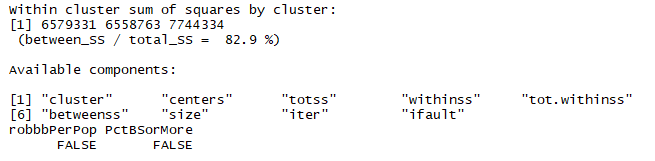 Within cluster sum of squares by cluster:
[1] 6579331 6558763 7744334
 (between_SS / total_SS =  82.9 %)

Available components:

[1] "cluster"      "centers"      "totss"        "withinss"     "tot.withinss"
[6] "betweenss"    "size"         "iter"         "ifault"
robbbPerPop PctBSorMore
      FALSE       FALSE